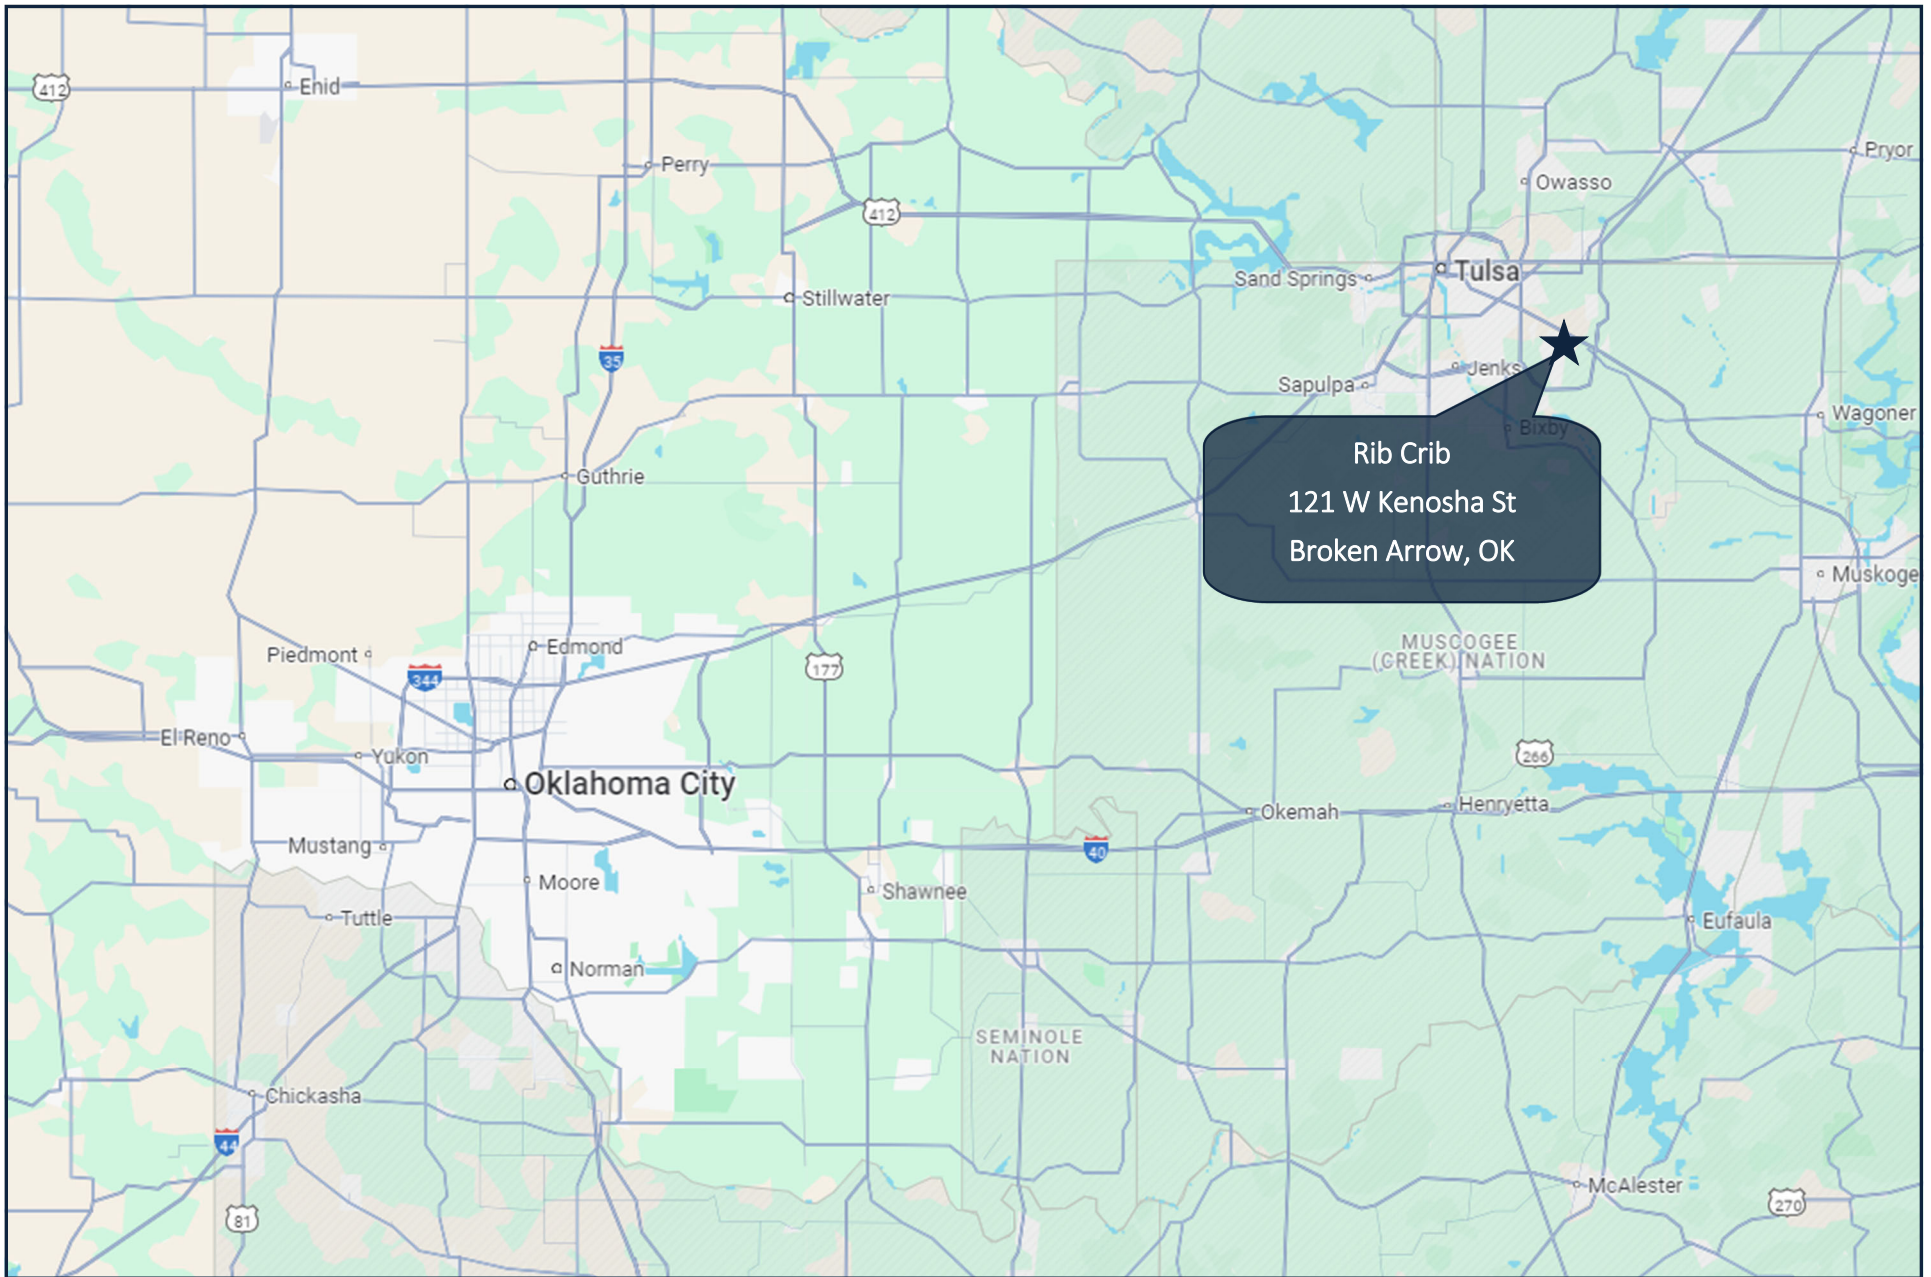 412
Enid
Perry
Pryor
Owasso
412
Tulsa
Sand Springs
Stillwater
35
Jenks
Sapulpa
Wagoner
Bixby
Rib Crib
121 W Kenosha St
Broken Arrow, OK
Guthrie
Muskoge
MUSCOGEE
(CREEK) NATION
Edmond
Piedmont
177
344
El Reno
Yukon
266
Oklahoma City
Henryetta
Okemah
Mustang
40
Moore
Shawnee
Tuttle
Eufaula
Norman
SEMINOLE
NATION
Chickasha
44
McAlester
270
81